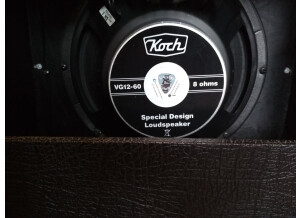 Koch
VG12-60
8 ohms
Special Design
Loudspeaker